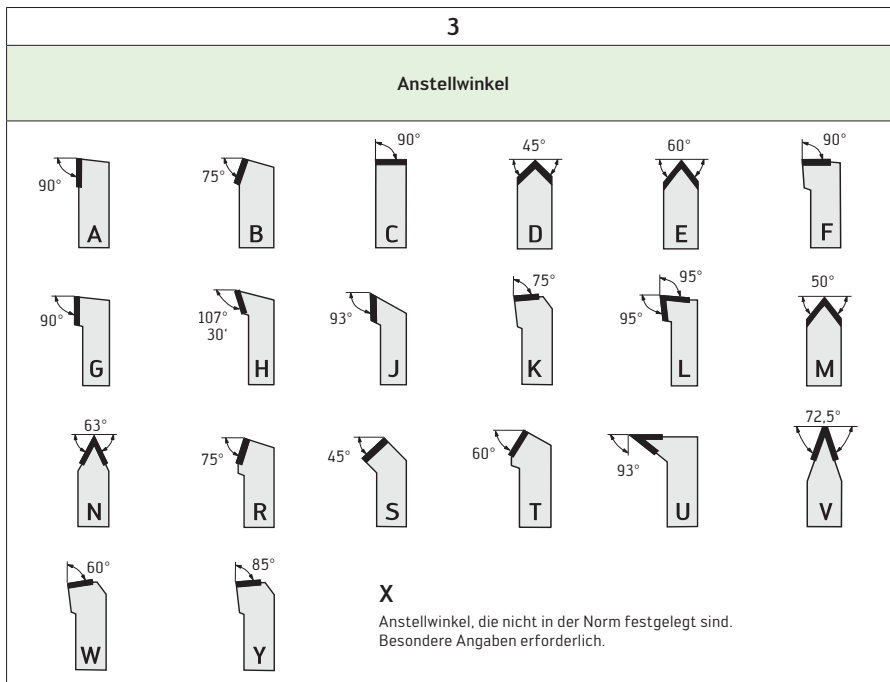 3
Anstellwinkel
90°
A
75°
B
90°
C
45°
D
60°
E
90°
F
90°
G
107°
30'
H
93°
J
75°
K
95°
95°
L
50°
M
63°
N
75°
R
45°
S
60°
T
93°
U
72,5°
V
60°
W
85°
Y
X
Anstellwinkel, die nicht in der Norm festgelegt sind.
Besondere Angaben erforderlich.